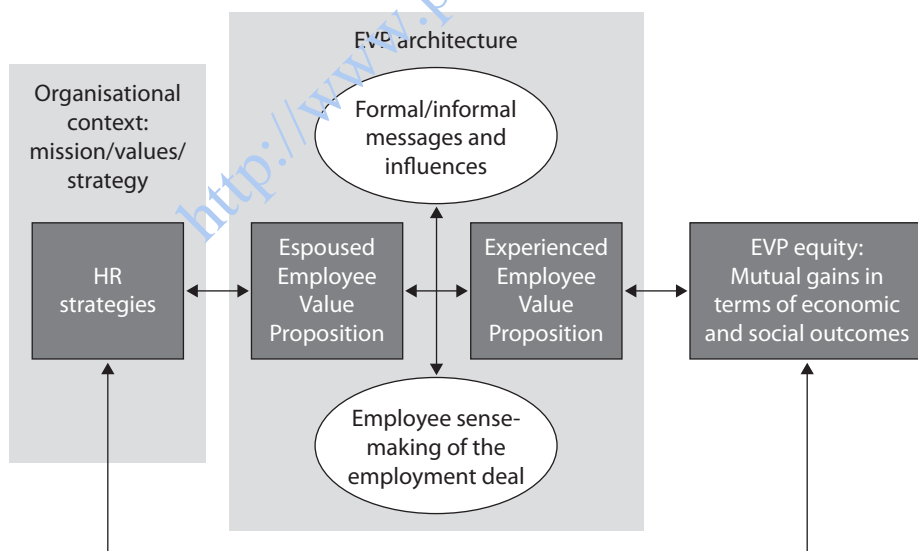 EVP architecture
Organisational
context:
mission/values/
strategy
Formal/informal
messages and
influences
HR
strategies
Espoused
Employee
Value
Proposition
Experienced
Employee
Value
Proposition
EVP equity:
Mutual gains in
terms of economic
and social outcomes
Employee sense-
making of the
employment deal
http://www.p